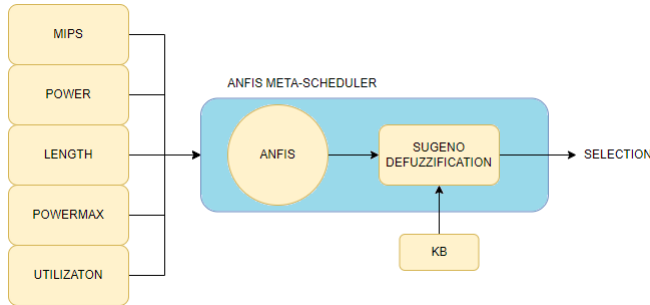 MIPS
POWER
LENGTH
POWERMAX
UTILIZATON
ANFIS META-SCHEDULER
ANFIS
SUGENO
DEFUZZIFICATION
SELECTION
KB